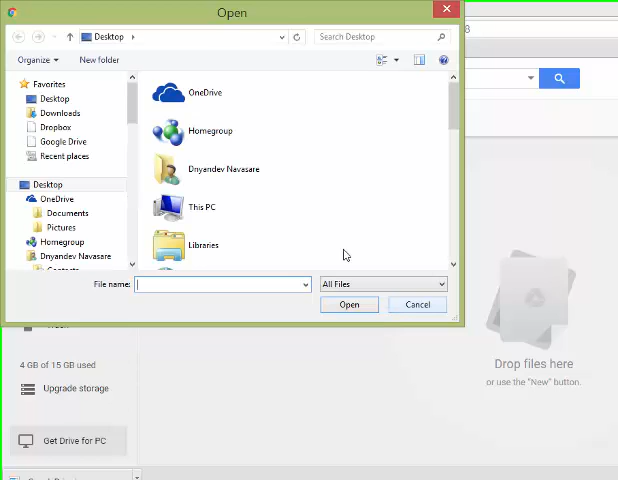 Open
Desktop
Search Desktop
8
Organize
New folder
Favorites
Desktop
Downloads
Dropbox
Google Drive
Recent places
Desktop
OneDrive
Documents
Pictures
Homegroup
Dnyandev Navasare
Contacts
OneDrive
Homegroup
Dnyandev Navasare
This PC
Libraries
File name:
All Files
Open
Cancel
4 GB of 15 GB used
Upgrade storage
Get Drive for PC
Drop files here
or use the "New" button.